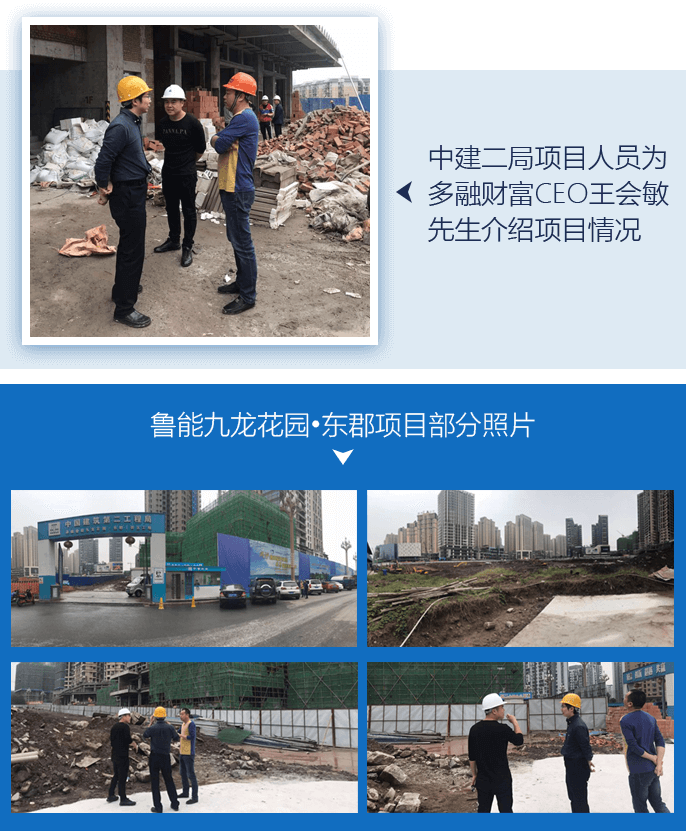 中建二局项目人员为
多融财富CEO王会敏
先生介绍项目情况
鲁能九龙花园•东郡项目部分照片
中国建筑第二工程局